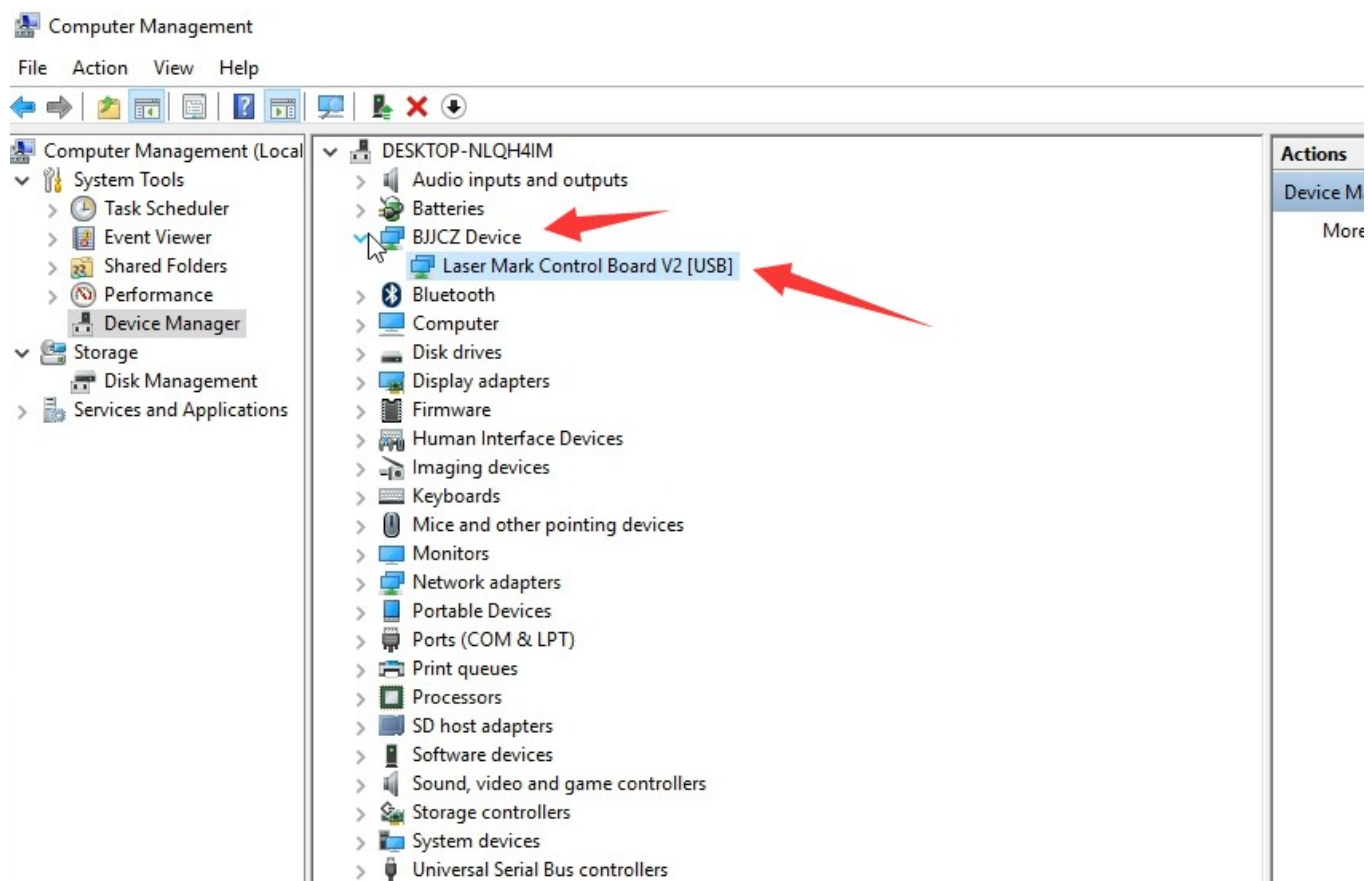 Computer Management
File Action View Help
Computer Management (Local
System Tools
Task Scheduler
Event Viewer
Shared Folders
Performance
Device Manager
Storage
Disk Management
Services and Applications
DESKTOP-NLQH4IM
Audio inputs and outputs
Batteries
BJJCZ Device
Laser Mark Control Board V2 [USB]
Bluetooth
Computer
Disk drives
Display adapters
Firmware
Human Interface Devices
Imaging devices
Keyboards
Mice and other pointing devices
Monitors
Network adapters
Portable Devices
Ports (COM & LPT)
Print queues
Processors
SD host adapters
Software devices
Sound, video and game controllers
Storage controllers
System devices
Universal Serial Bus controllers
Actions
Device M
More